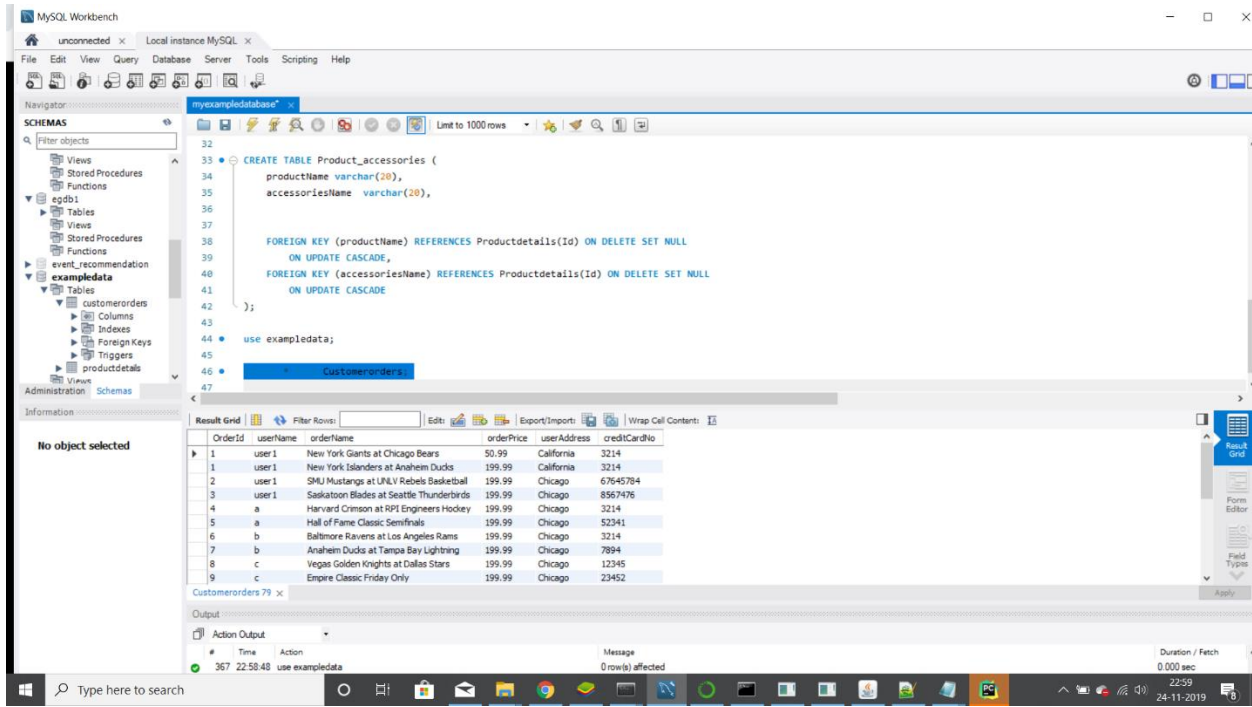 MySQL Workbench
unconnected × Local instance MySQL ×
File Edit View Query Database Server Tools Scripting Help
Navigator
SCHEMAS
Filter objects
Views
Stored Procedures
Functions
egdb1
Tables
Views
Stored Procedures
Functions
event_recommendation
exampledata
Tables
customerorders
Columns
Indexes
Foreign Keys
Triggers
productdetails
Views
Administration Schemas
Information
No object selected
myexampledatabase* ×
Limit to 1000 rows
32
33 CREATE TABLE Product_accessories (
34 productName varchar(20),
35 accessoriesName varchar(20),
36
37
38 FOREIGN KEY (productName) REFERENCES Productdetails(Id) ON DELETE SET NULL
39 ON UPDATE CASCADE,
40 FOREIGN KEY (accessoriesName) REFERENCES Productdetails(Id) ON DELETE SET NULL
41 ON UPDATE CASCADE
42 );
43
44 use exampledata;
45
46 * Customerorders;
47
Result Grid Filter Rows: Edit: Export/Import: Wrap Cell Content:
OrderId userName orderName orderPrice userAddress creditCardNo
1 user1 New York Giants at Chicago Bears 50.99 California 3214
1 user1 New York Islanders at Anaheim Ducks 199.99 California 3214
2 user1 SMU Mustangs at UNLV Rebels Basketball 199.99 Chicago 67645784
3 user1 Saskatoon Blades at Seattle Thunderbirds 199.99 Chicago 8567476
4 a Harvard Crimson at RPI Engineers Hockey 199.99 Chicago 3214
5 a Hall of Fame Classic Semifinals 199.99 Chicago 52341
6 b Baltimore Ravens at Los Angeles Rams 199.99 Chicago 3214
7 b Anaheim Ducks at Tampa Bay Lightning 199.99 Chicago 7894
8 c Vegas Golden Knights at Dallas Stars 199.99 Chicago 12345
9 c Empire Classic Friday Only 199.99 Chicago 23452
Result Grid
Form Editor
Field Types
Customerorders 79 × Apply
Output
Action Output
# Time Action Message Duration / Fetch
367 22:58:48 use exampledata 0 row(s) affected 0.000 sec
Type here to search
22:59
24-11-2019